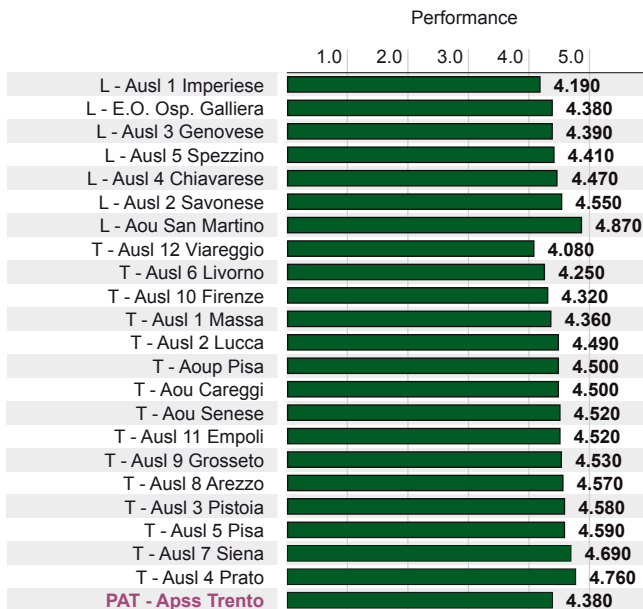 Performance
1.0 2.0 3.0 4.0 5.0
L - Ausl 1 Imperiese 4.190
L - E.O. Osp. Galliera 4.380
L - Ausl 3 Genovese 4.390
L - Ausl 5 Spezzino 4.410
L - Ausl 4 Chiavarese 4.470
L - Ausl 2 Savonese 4.550
L - Aou San Martino 4.870
T - Ausl 12 Viareggio 4.080
T - Ausl 6 Livorno 4.250
T - Ausl 10 Firenze 4.320
T - Ausl 1 Massa 4.360
T - Ausl 2 Lucca 4.490
T - Aoup Pisa 4.500
T - Aou Careggi 4.500
T - Aou Senese 4.520
T - Ausl 11 Empoli 4.520
T - Ausl 9 Grosseto 4.530
T - Ausl 8 Arezzo 4.570
T - Ausl 3 Pistoia 4.580
T - Ausl 5 Pisa 4.590
T - Ausl 7 Siena 4.690
T - Ausl 4 Prato 4.760
PAT - Apss Trento 4.380